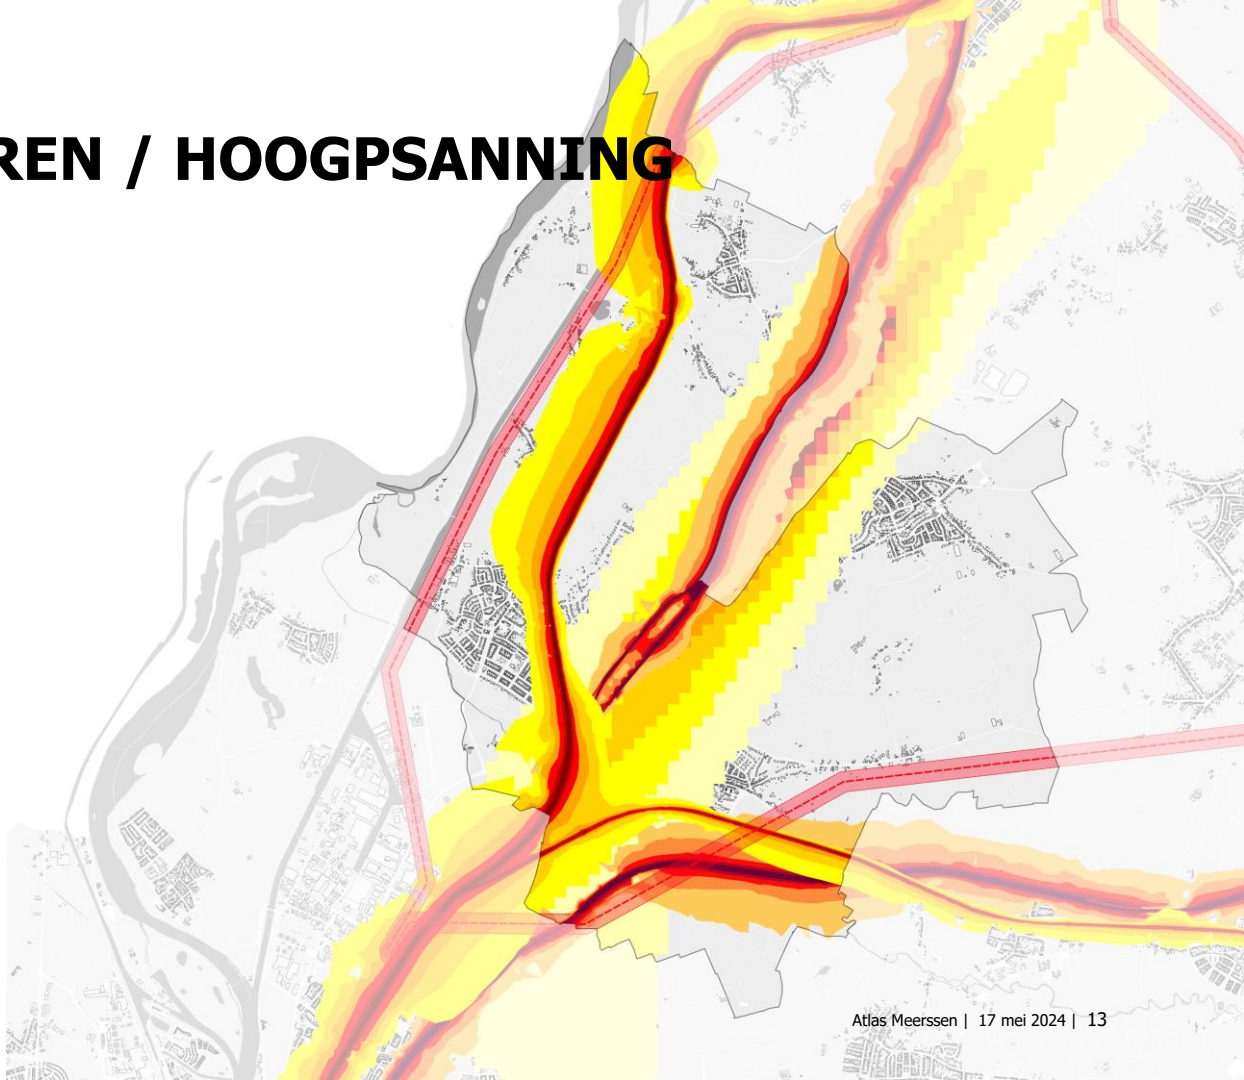 REN / HOOGPSANNING
Atlas Meerssen | 17 mei 2024 | 13